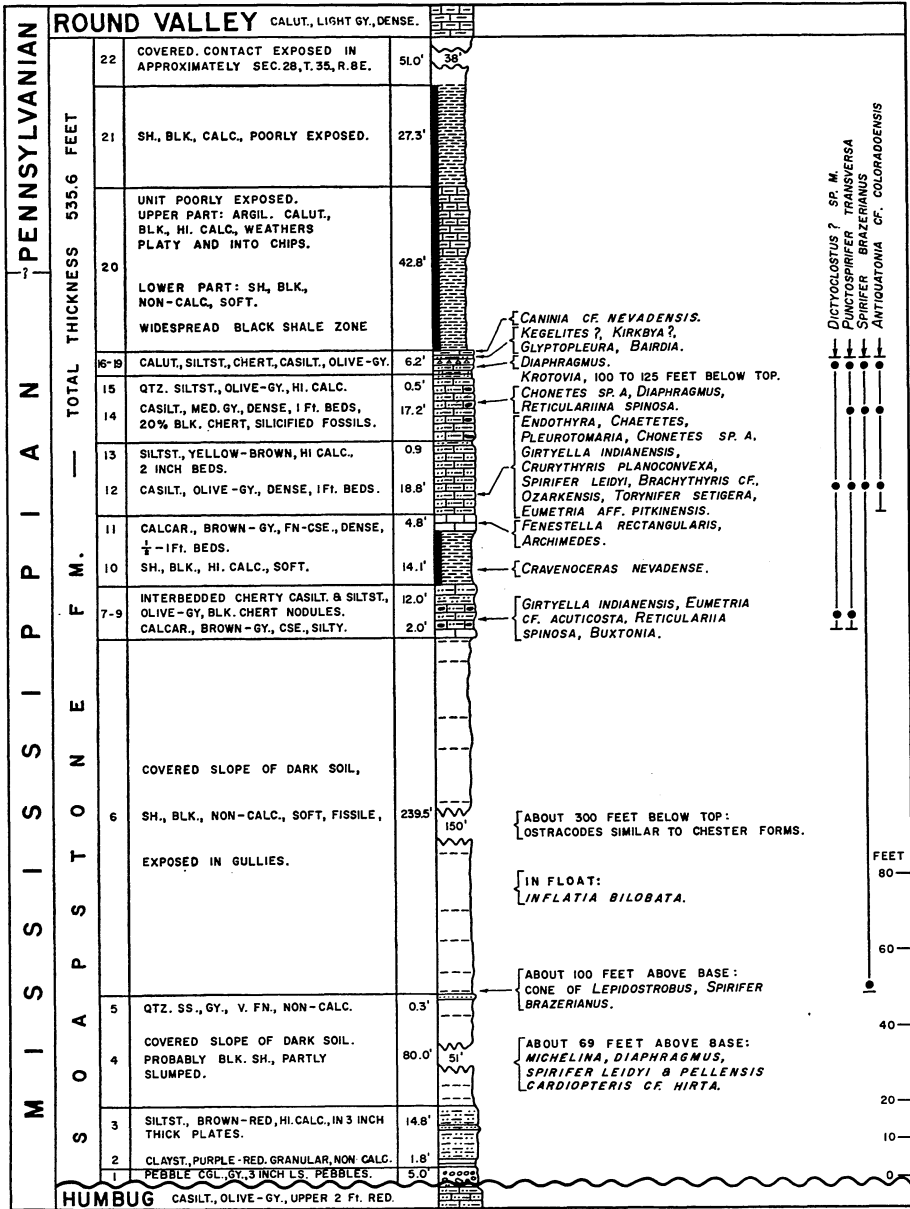 ROUND VALLEY CALUT., LIGHT GY., DENSE.
MISSISSIPPIAN -?- PENNSYLVANIAN
SOAPSTONE FM. — TOTAL THICKNESS 535.6 FEET
22 COVERED. CONTACT EXPOSED IN 51.0' 38'
APPROXIMATELY SEC. 28, T. 35., R. 8E.
21 SH., BLK., CALC., POORLY EXPOSED. 27.3'
UNIT POORLY EXPOSED.
UPPER PART: ARGIL. CALUT.,
BLK., HI. CALC., WEATHERS
PLATY AND INTO CHIPS.
20 42.8'
LOWER PART: SH., BLK.,
NON-CALC., SOFT.
WIDESPREAD BLACK SHALE ZONE
16-19 CALUT., SILTST., CHERT., CASILT., OLIVE-GY. 6.2'
15 QTZ. SILTST., OLIVE-GY., HI. CALC. 0.5'
14 CASILT., MED. GY., DENSE, 1 Ft. BEDS, 17.2'
20% BLK. CHERT, SILICIFIED FOSSILS.
13 SILTST., YELLOW-BROWN, HI CALC., 0.9
2 INCH BEDS.
12 CASILT., OLIVE-GY., DENSE, 1Ft. BEDS. 18.8'
11 CALCAR., BROWN-GY., FN-CSE., DENSE, 4.8'
-1Ft. BEDS.
10 SH., BLK., HI. CALC., SOFT. 14.1'
7-9 INTERBEDDED CHERTY CASILT. & SILTST., 12.0'
OLIVE-GY, BLK. CHERT NODULES.
CALCAR., BROWN-GY., CSE., SILTY. 2.0'
COVERED SLOPE OF DARK SOIL,
6 SH., BLK., NON-CALC., SOFT, FISSILE, 239.5' 150'
EXPOSED IN GULLIES.
5 QTZ. SS., GY., V. FN., NON-CALC. 0.3'
COVERED SLOPE OF DARK SOIL.
4 PROBABLY BLK. SH., PARTLY 80.0' 51'
SLUMPED.
3 SILTST., BROWN-RED, HI. CALC., IN 3 INCH 14.8'
THICK PLATES.
2 CLAYST., PURPLE-RED. GRANULAR, NON CALC. 1.8'
1 PEBBLE CGL., GY., 3 INCH LS. PEBBLES. 5.0'
HUMBUG CASILT., OLIVE-GY., UPPER 2 Ft. RED.
CANINIA CF. NEVADENSIS.
KEGELITES ?, KIRKBYA ?,
GLYPTOPLEURA, BAIRDIA.
DIAPHRAGMUS.
KROTOVIA, 100 TO 125 FEET BELOW TOP.
CHONETES SP. A, DIAPHRAGMUS,
RETICULARIINA SPINOSA.
ENDOTHYRA, CHAETETES,
PLEUROTOMARIA, CHONETES SP. A,
GIRTYELLA INDIANENSIS,
CRURYTHYRIS PLANOCONVEXA,
SPIRIFER LEIDYI, BRACHYTHYRIS CF.,
OZARKENSIS, TORYNIFER SETIGERA,
EUMETRIA AFF. PITKINENSIS.
FENESTELLA RECTANGULARIS,
ARCHIMEDES.
CRAVENOCERAS NEVADENSE.
GIRTYELLA INDIANENSIS, EUMETRIA
CF. ACUTICOSTA, RETICULARIIA
SPINOSA, BUXTONIA.
ABOUT 300 FEET BELOW TOP:
OSTRACODES SIMILAR TO CHESTER FORMS.
IN FLOAT:
INFLATIA BILOBATA.
ABOUT 100 FEET ABOVE BASE:
CONE OF LEPIDOSTROBUS, SPIRIFER
BRAZERIANUS.
ABOUT 69 FEET ABOVE BASE:
MICHELINA, DIAPHRAGMUS,
SPIRIFER LEIDYI & PELLENSIS
CARDIOPTERIS CF. HIRTA.
DICTYOCLOSTUS ? SP. M.
PUNCTOSPIRIFER TRANSVERSA
SPIRIFER BRAZERIANUS
ANTIQUATONIA CF. COLORADOENSIS
FEET
80
60
40
20
10
0